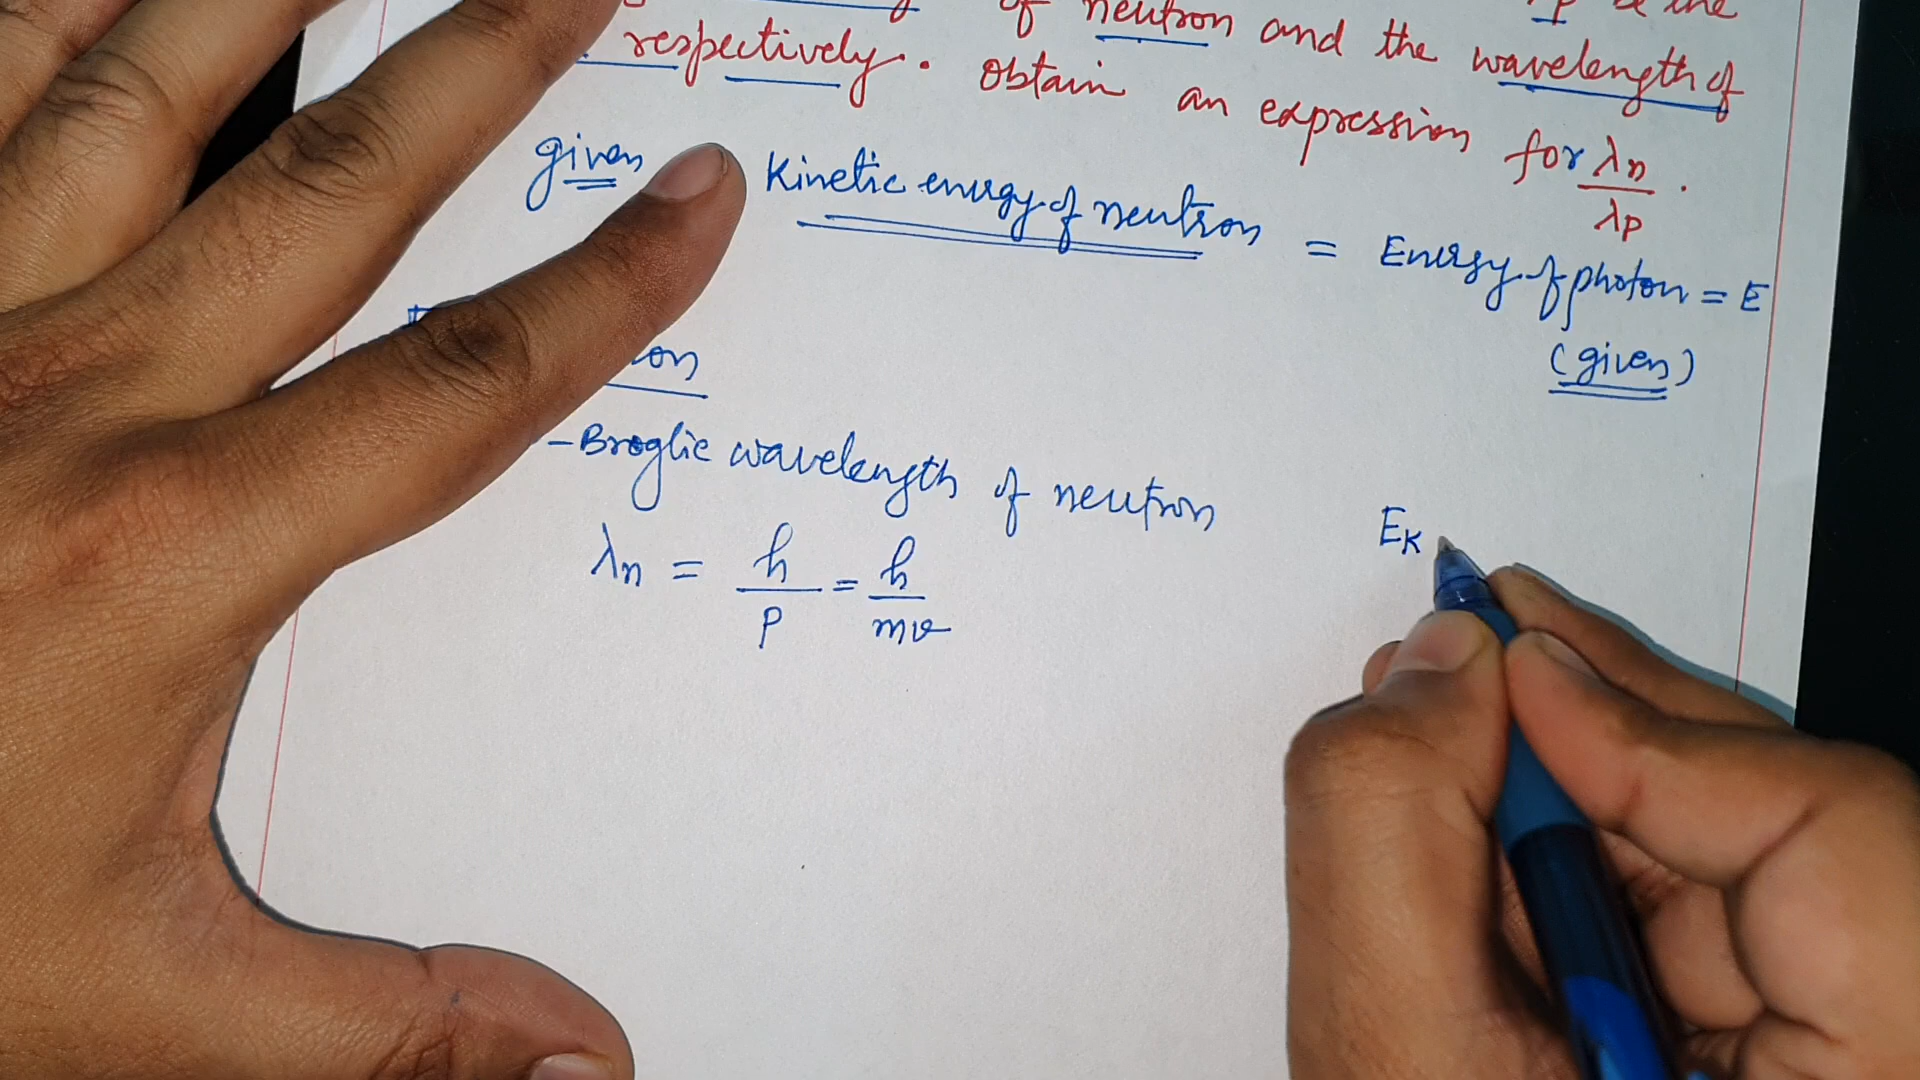 of neutron and the wavelength of
respectively. Obtain an expression for λn/λp.
given Kinetic energy of neutron = Energy of photon = E
(given)
-Broglie wavelength of neutron
λn = h/p = h/mv
EK